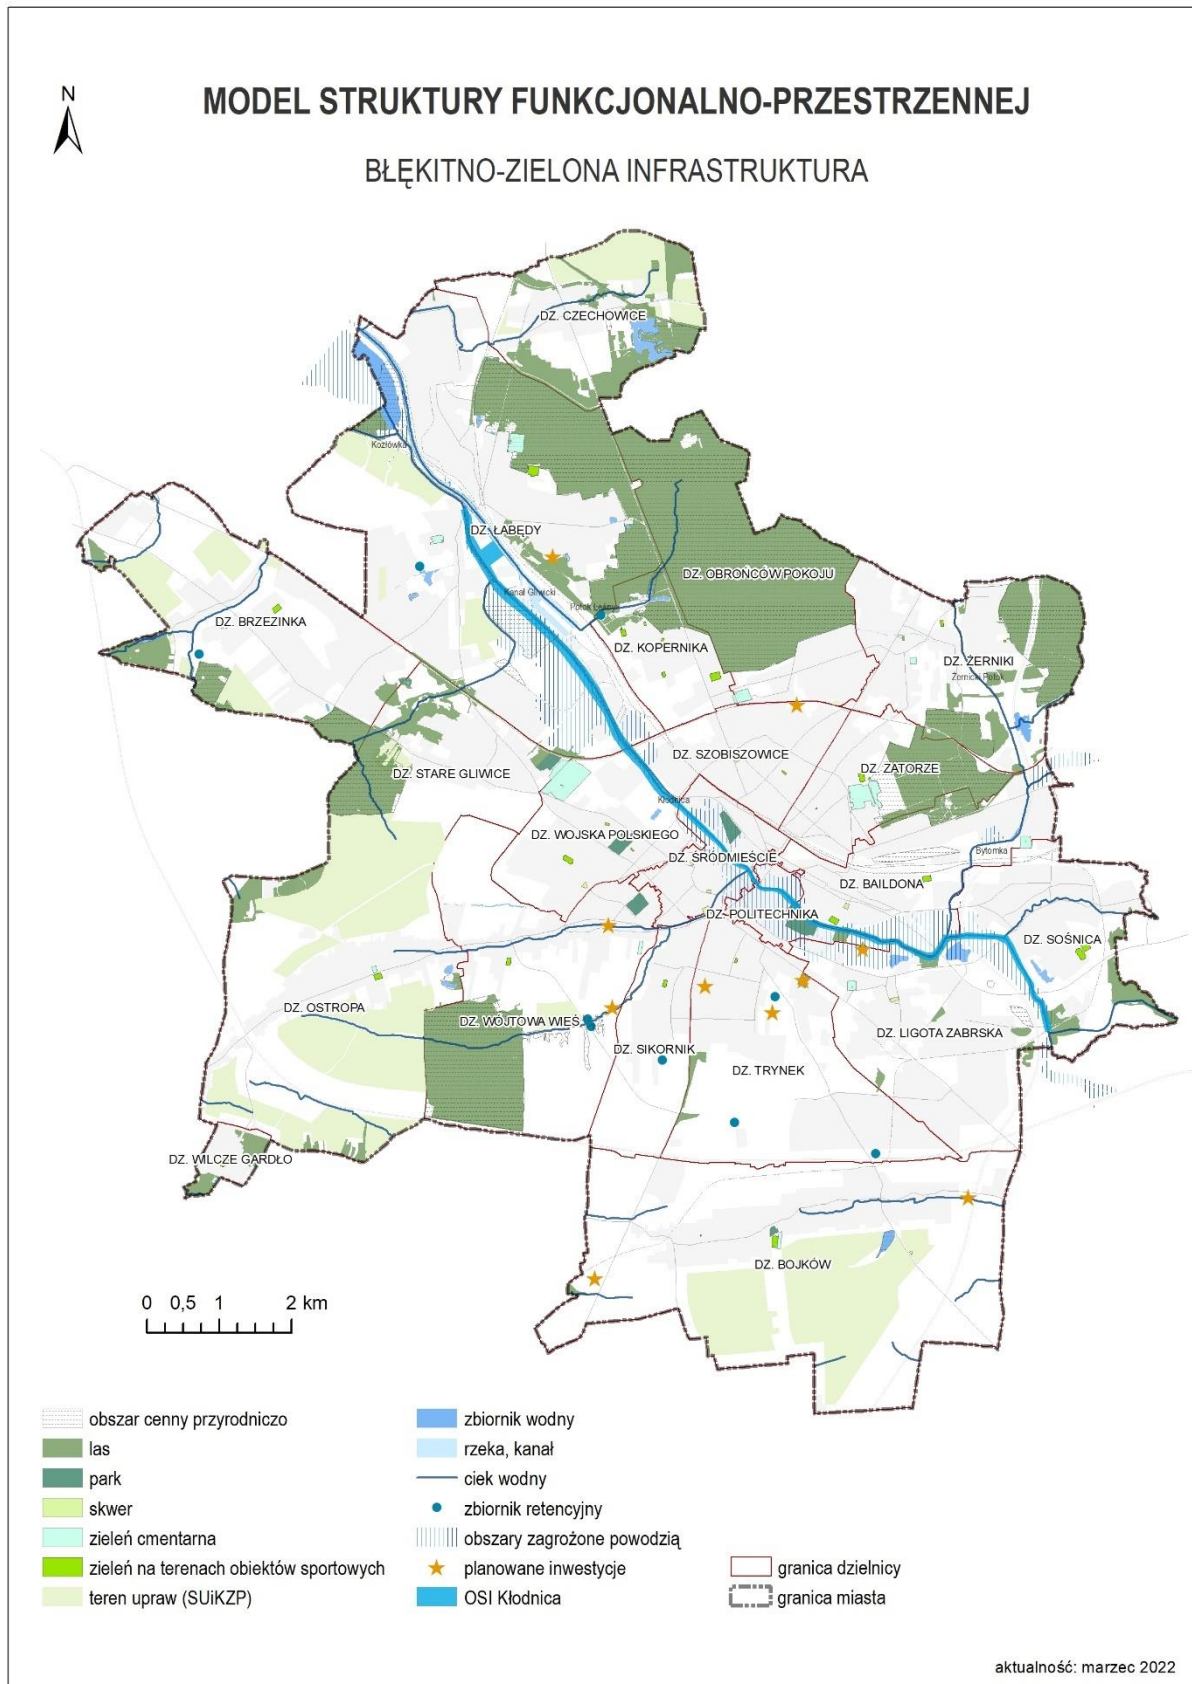 N
MODEL STRUKTURY FUNKCJONALNO-PRZESTRZENNEJ
BŁĘKITNO-ZIELONA INFRASTRUKTURA
DZ. CZECHOWICE
Kozłówka
DZ. ŁABĘDY
DZ. OBRONCÓW POKOJU
Kanał Gliwicki
Potok Leśny
DZ. BRZEZINKA
DZ. KOPERNIKA
DZ. ŻERNIKI
Żernicki Potok
DZ. SZOBISZOWICE
DZ. ZATORZE
DZ. STARE GLIWICE
Kłodnica
DZ. WOJSKA POLSKIEGO
DZ. ŚRÓDMIEŚCIE
Bytomka
DZ. BAILDONA
DZ. POLITECHNIKA
DZ. SOŚNICA
DZ. OSTROPA
DZ. WÓJTOWA WIEŚ
DZ. LIGOTA ZABRSKA
DZ. SIKORNIK
DZ. TRYNEK
DZ. WILCZE GARDŁO
DZ. BOJKÓW
0 0,5 1 2 km
obszar cenny przyrodniczo
las
park
skwer
zieleń cmentarna
zieleń na terenach obiektów sportowych
teren upraw (SUiKZP)
zbiornik wodny
rzeka, kanał
ciek wodny
zbiornik retencyjny
obszary zagrożone powodzią
planowane inwestycje
OSI Kłodnica
granica dzielnicy
granica miasta
aktualność: marzec 2022